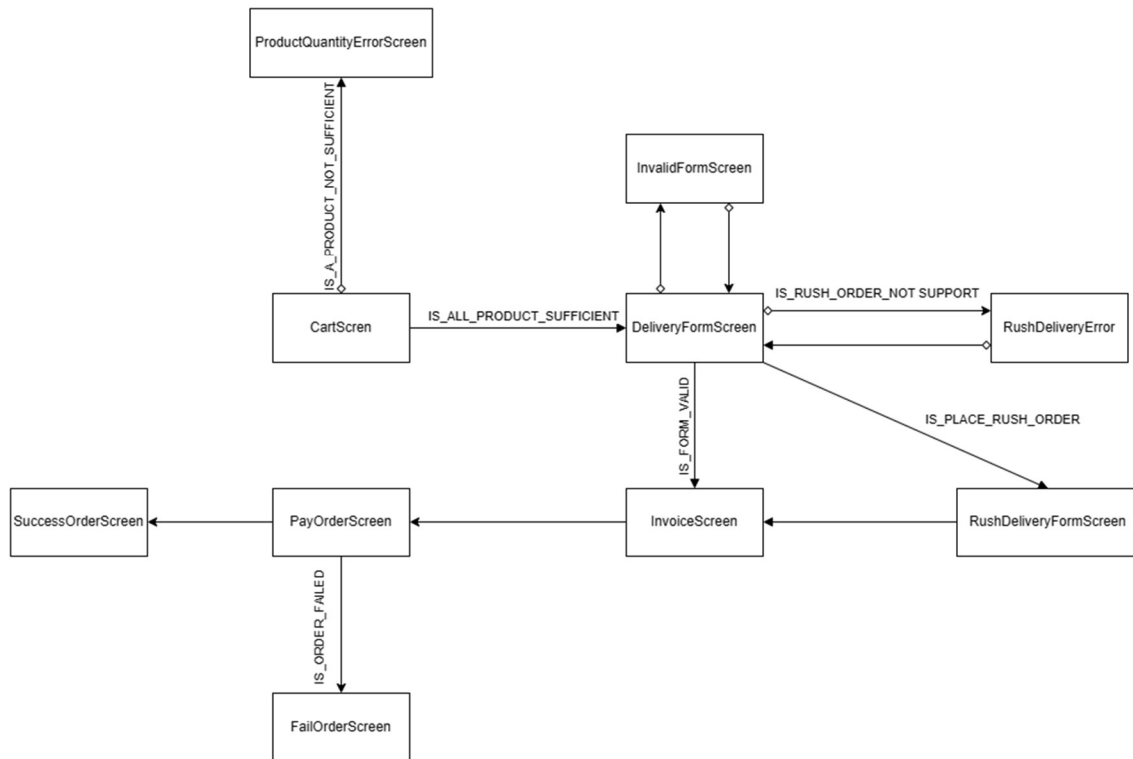 ProductQuantityErrorScreen
IS_A_PRODUCT_NOT_SUFFICIENT
InvalidFormScreen
CartScren
IS_ALL_PRODUCT_SUFFICIENT
DeliveryFormScreen
IS_RUSH_ORDER_NOT SUPPORT
RushDeliveryError
IS_FORM_VALID
IS_PLACE_RUSH_ORDER
SuccessOrderScreen
PayOrderScreen
InvoiceScreen
RushDeliveryFormScreen
IS_ORDER_FAILED
FailOrderScreen